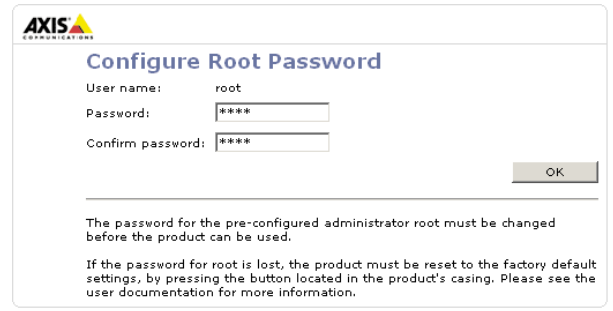 AXIS
COMMUNICATIONS
Configure Root Password
User name: root
Password: ****
Confirm password: ****
OK
The password for the pre-configured administrator root must be changed
before the product can be used.
If the password for root is lost, the product must be reset to the factory default
settings, by pressing the button located in the product's casing. Please see the
user documentation for more information.